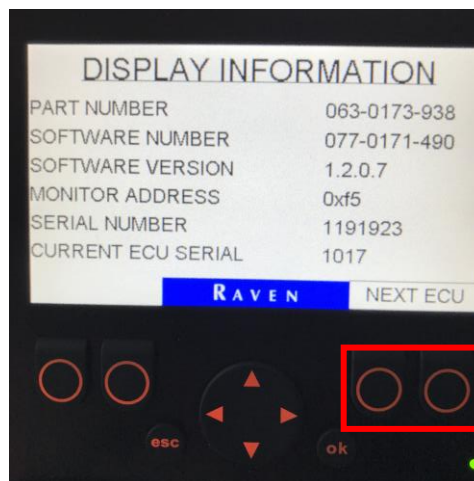 DISPLAY INFORMATION
PART NUMBER 063-0173-938
SOFTWARE NUMBER 077-0171-490
SOFTWARE VERSION 1.2.0.7
MONITOR ADDRESS 0xf5
SERIAL NUMBER 1191923
CURRENT ECU SERIAL 1017
RAVEN NEXT ECU
esc ok